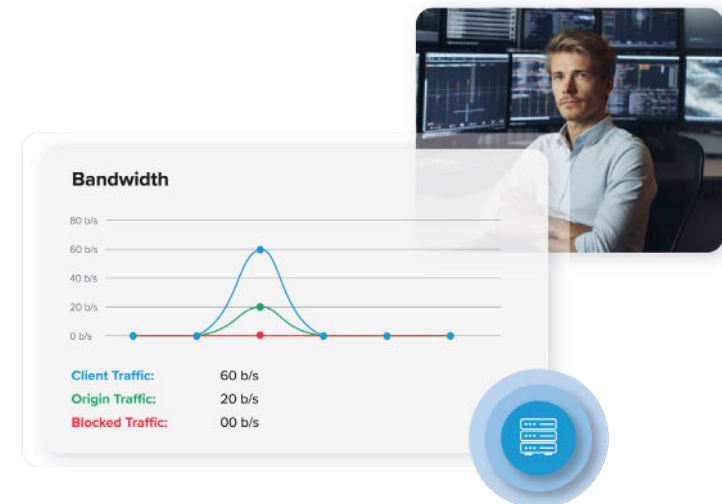 Bandwidth
80 b/s
60 b/s
40 b/s
20 b/s
0 b/s
Client Traffic: 60 b/s
Origin Traffic: 20 b/s
Blocked Traffic: 00 b/s